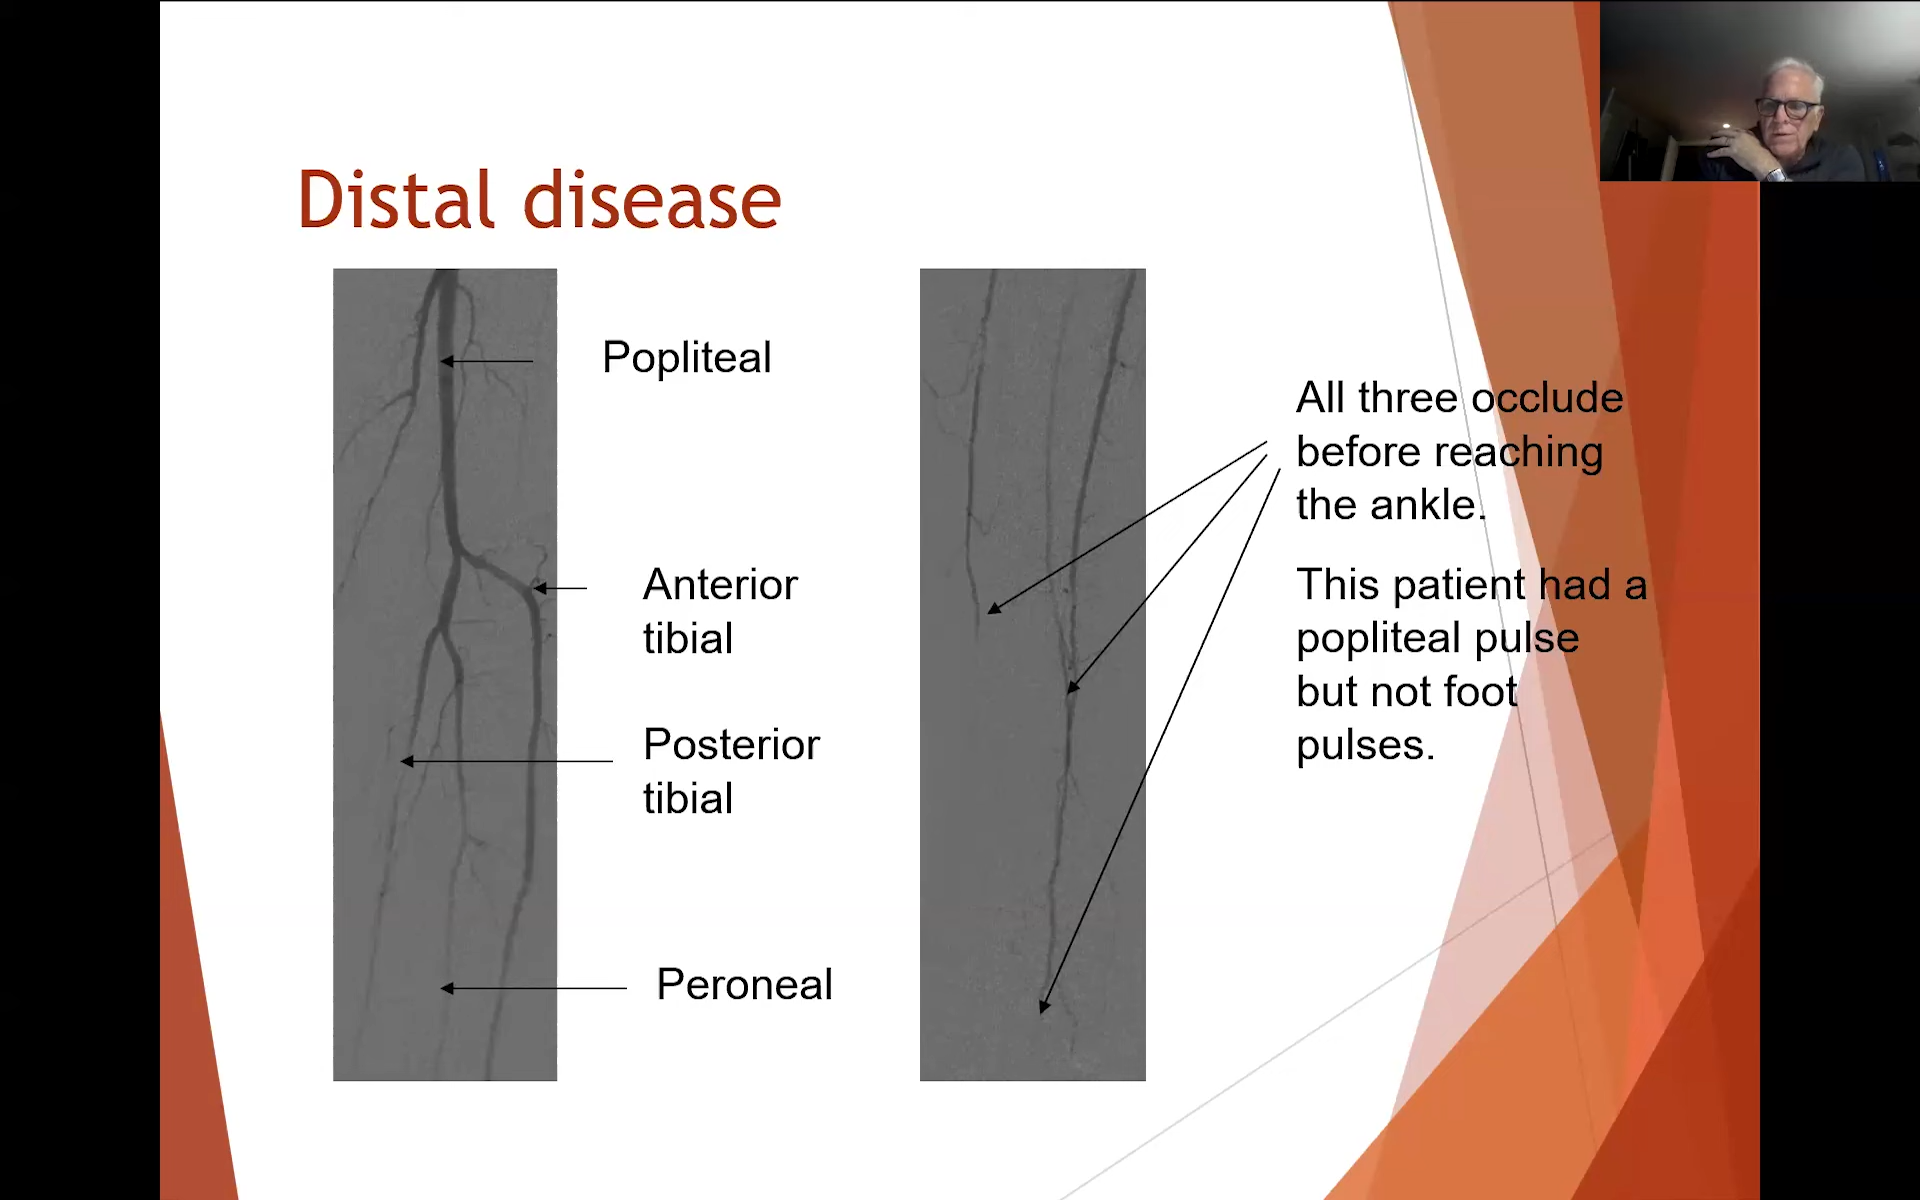 Distal disease
Popliteal
Anterior
tibial
Posterior
tibial
Peroneal
All three occlude
before reaching
the ankle.
This patient had a
popliteal pulse
but not foot
pulses.